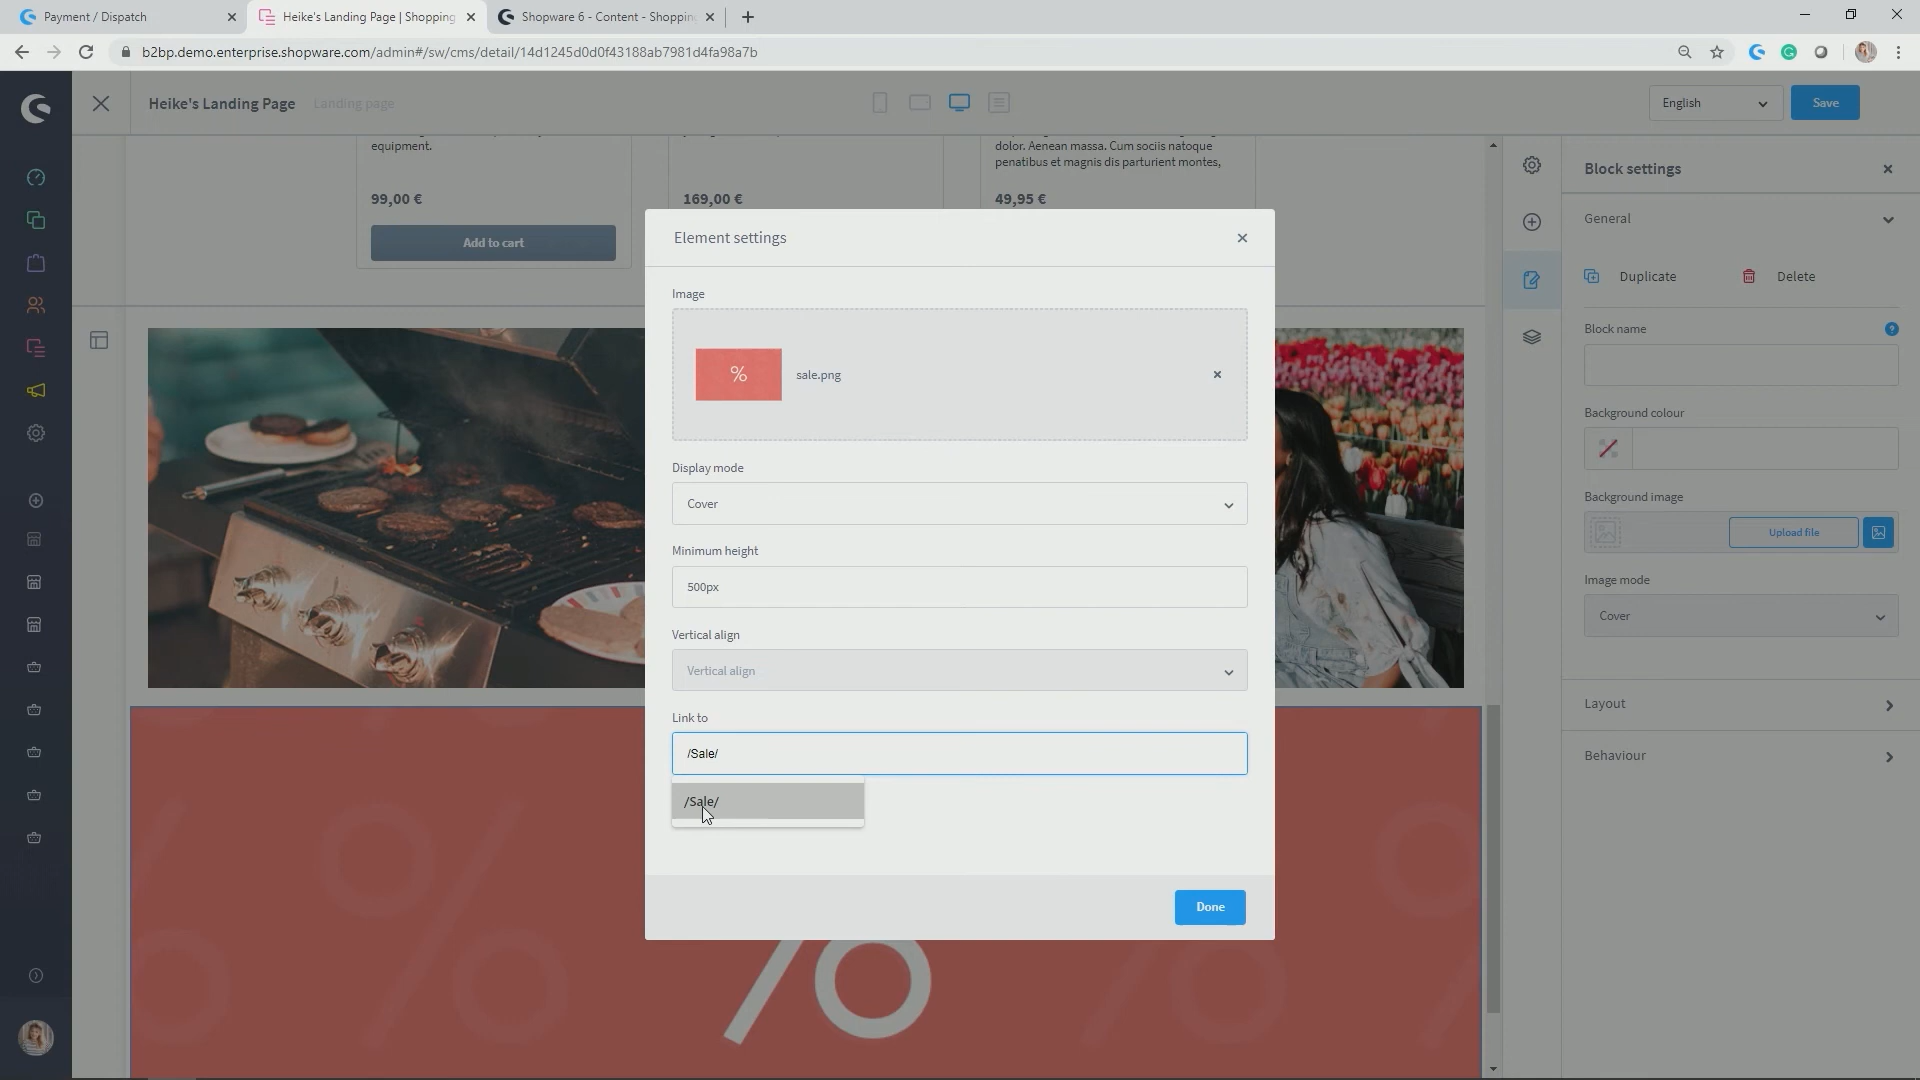 Payment / Dispatch
Heike's Landing Page | Shopping
Shopware 6 - Content - Shoppin
b2bp.demo.enterprise.shopware.com/admin#/sw/cms/detail/14d1245d0d0f43188ab7981d4fa98a7b
Heike's Landing Page
Landing page
English
Save
equipment.
dolor. Aenean massa. Cum sociis natoque
penatibus et magnis dis parturient montes,
99,00 €
169,00 €
49,95 €
Add to cart
Element settings
Image
%
sale.png
Display mode
Cover
Minimum height
500px
Vertical align
Vertical align
Link to
/Sale/
/Sale/
Done
Block settings
General
Duplicate
Delete
Block name
?
Background colour
Background image
Upload file
Image mode
Cover
Layout
Behaviour
%